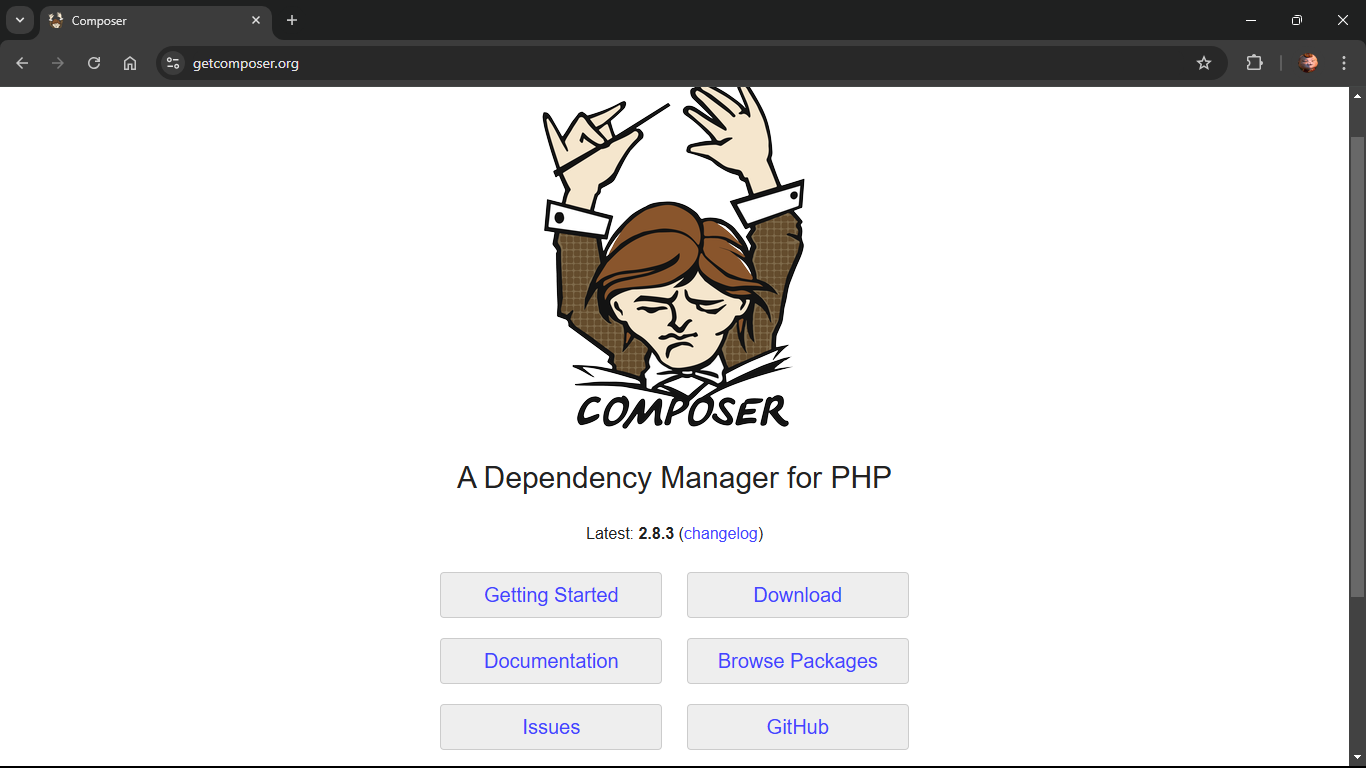 Composer
getcomposer.org
COMPOSER
A Dependency Manager for PHP
Latest: 2.8.3 (changelog)
Getting Started
Download
Documentation
Browse Packages
Issues
GitHub